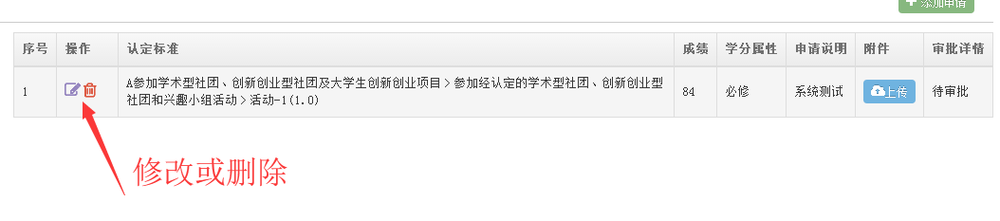 添加申请
序号 操作 认定标准 成绩 学分属性 申请说明 附件 审批详情
1 A参加学术型社团、创新创业型社团及大学生创新创业项目 > 参加经认定的学术型社团、创新创业型 84 必修 系统测试 上传 待审批
社团和兴趣小组活动 > 活动-1(1.0)
修改或删除